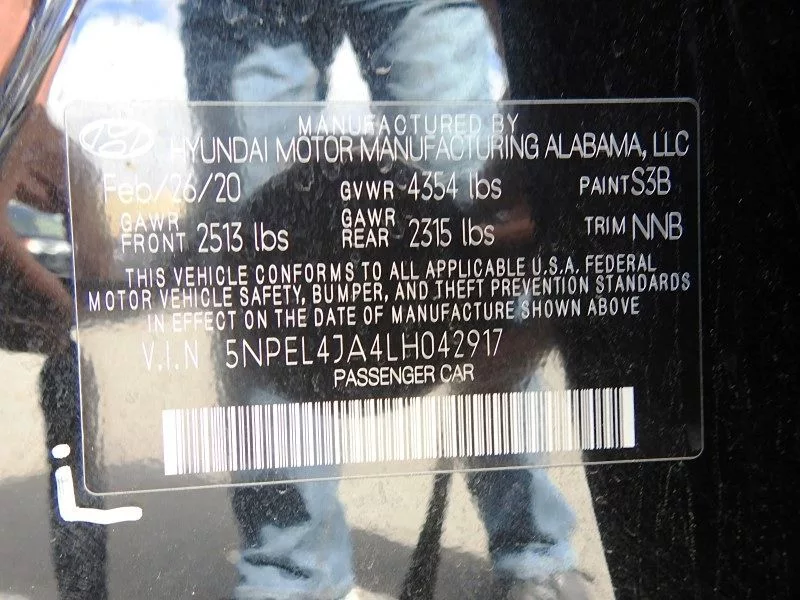 MANUFACTURED BY
HYUNDAI MOTOR MANUFACTURING ALABAMA, LLC
Feb/26/20 GVWR 4354 lbs PAINT S3B
GAWR FRONT 2513 lbs GAWR REAR 2315 lbs TRIM NNB
THIS VEHICLE CONFORMS TO ALL APPLICABLE U.S.A. FEDERAL
MOTOR VEHICLE SAFETY, BUMPER, AND THEFT PREVENTION STANDARDS
IN EFFECT ON THE DATE OF MANUFACTURE SHOWN ABOVE
V.I.N 5NPEL4JA4LH042917
PASSENGER CAR